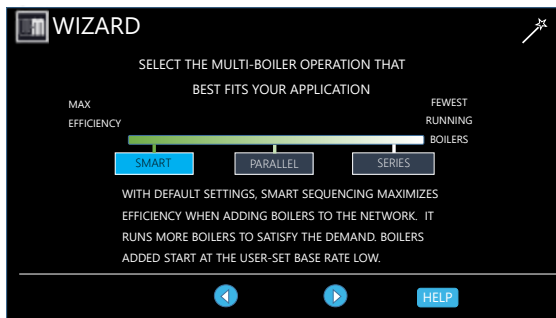 WIZARD
SELECT THE MULTI-BOILER OPERATION THAT
BEST FITS YOUR APPLICATION
MAX
EFFICIENCY
FEWEST
RUNNING
BOILERS
SMART
PARALLEL
SERIES
WITH DEFAULT SETTINGS, SMART SEQUENCING MAXIMIZES
EFFICIENCY WHEN ADDING BOILERS TO THE NETWORK. IT
RUNS MORE BOILERS TO SATISFY THE DEMAND. BOILERS
ADDED START AT THE USER-SET BASE RATE LOW.
HELP